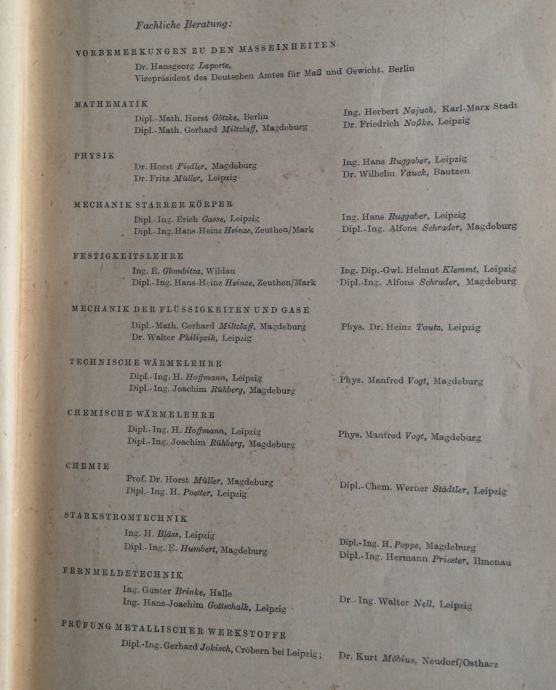 Fachliche Beratung:
VORBEMERKUNGEN ZU DEN MASSEINHEITEN
Dr. Hansgeorg Laporte,
Vizepräsident des Deutschen Amtes für Maß und Gewicht, Berlin
MATHEMATIK
Dipl.-Math. Horst Götzke, Berlin
Dipl.-Math. Gerhard Miltzlaff, Magdeburg
Ing. Herbert Najuch, Karl-Marx-Stadt
Dr. Friedrich Noßke, Leipzig
PHYSIK
Dr. Horst Fiedler, Magdeburg
Dr. Fritz Müller, Leipzig
Ing. Hans Ruggaber, Leipzig
Dr. Wilhelm Vauck, Bautzen
MECHANIK STARRER KÖRPER
Dipl.-Ing. Erich Gasse, Leipzig
Dipl.-Ing. Hans-Heinz Heinze, Zeuthen/Mark
Ing. Hans Ruggaber, Leipzig
Dipl.-Ing. Alfons Schrader, Magdeburg
FESTIGKEITSLEHRE
Ing. E. Glombitza, Wildau
Dipl.-Ing. Hans-Heinz Heinze, Zeuthen/Mark
Ing. Dip.-Gwl. Helmut Klemmt, Leipzig
Dipl.-Ing. Alfons Schrader, Magdeburg
MECHANIK DER FLÜSSIGKEITEN UND GASE
Dipl.-Math. Gerhard Miltzlaff, Magdeburg
Dr. Walter Philipzik, Leipzig
Phys. Dr. Heinz Tautz, Leipzig
TECHNISCHE WÄRMELEHRE
Dipl.-Ing. H. Hoffmann, Leipzig
Dipl.-Ing. Joachim Rühberg, Magdeburg
Phys. Manfred Vogt, Magdeburg
CHEMISCHE WÄRMELEHRE
Dipl.-Ing. H. Hoffmann, Leipzig
Dipl.-Ing. Joachim Rühberg, Magdeburg
Phys. Manfred Vogt, Magdeburg
CHEMIE
Prof. Dr. Horst Müller, Magdeburg
Dipl.-Ing. H. Poetter, Leipzig
Dipl.-Chem. Werner Städtler, Leipzig
STARKSTROMTECHNIK
Ing. H. Bläss, Leipzig
Dipl.-Ing. E. Humbert, Magdeburg
Dipl.-Ing. H. Poppe, Magdeburg
Dipl.-Ing. Hermann Priester, Ilmenau
FERNMELDETECHNIK
Ing. Günter Brinke, Halle
Ing. Hans-Joachim Gottschalk, Leipzig
Dr.-Ing. Walter Nell, Leipzig
PRÜFUNG METALLISCHER WERKSTOFFE
Dipl.-Ing. Gerhard Jokisch, Cröbern bei Leipzig;
Dr. Kurt Möbius, Neudorf/Ostharz